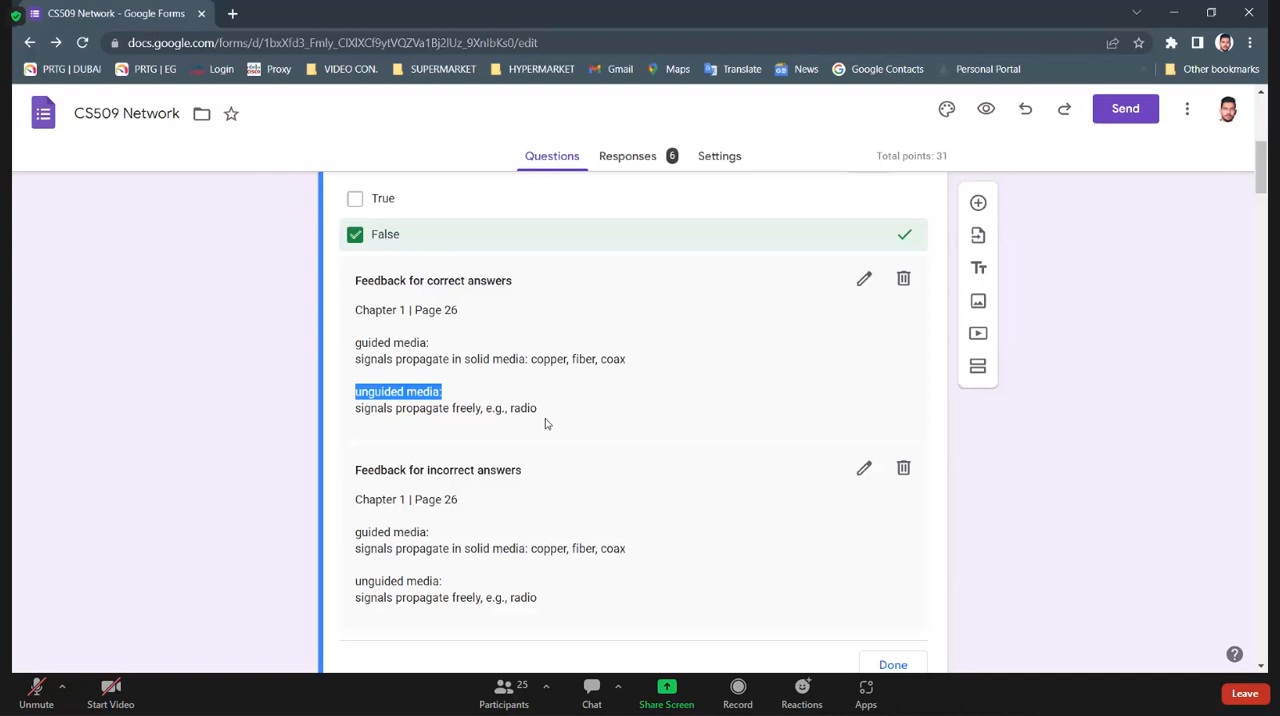 CS509 Network - Google Forms
docs.google.com/forms/d/1bxXfd3_Fmly_CIXlXCf9ytVQZVa1Bj2lUz_9XnIbKs0/edit
PRTG | DUBAI
PRTG | EG
Login
Proxy
VIDEO CON.
SUPERMARKET
HYPERMARKET
Gmail
Maps
Translate
News
Google Contacts
Personal Portal
Other bookmarks
CS509 Network
Send
Questions
Responses 6
Settings
Total points: 31
True
False
Feedback for correct answers
Chapter 1 | Page 26
guided media:
signals propagate in solid media: copper, fiber, coax
unguided media:
signals propagate freely, e.g., radio
Feedback for incorrect answers
Chapter 1 | Page 26
guided media:
signals propagate in solid media: copper, fiber, coax
unguided media:
signals propagate freely, e.g., radio
Done
Unmute
Start Video
25
Participants
Chat
Share Screen
Record
Reactions
Apps
Leave